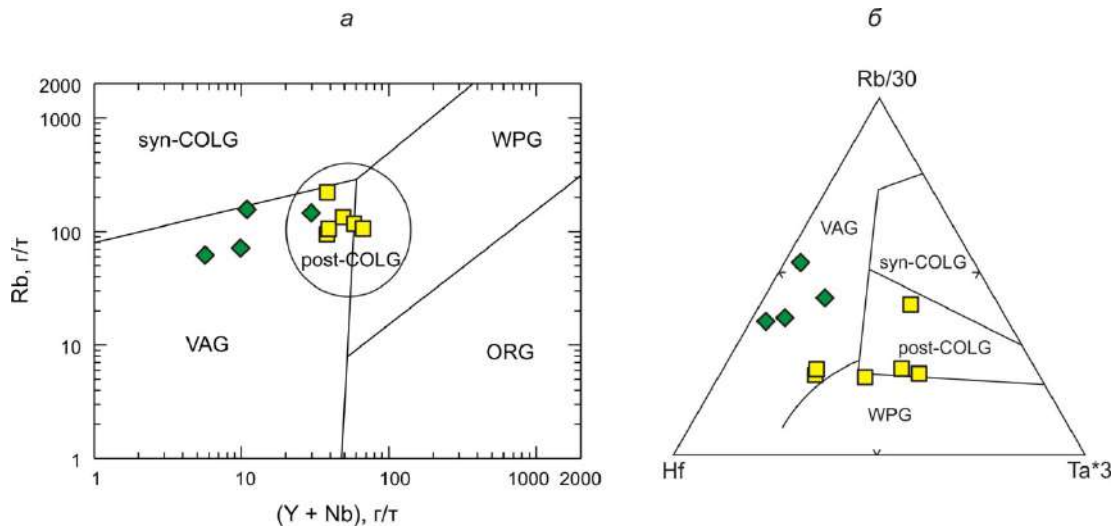 а
б
2000
1000
100
10
1
1
10
100
1000
2000
Rb, г/т
(Y + Nb), г/т
syn-COLG
WPG
post-COLG
VAG
ORG
Rb/30
VAG
syn-COLG
post-COLG
WPG
Hf
Ta*3